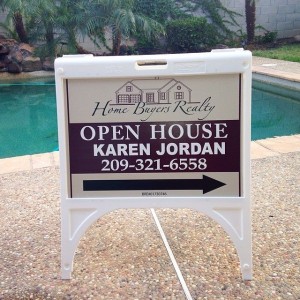 Home Buyers Realty
OPEN HOUSE
KAREN JORDAN
209-321-6558